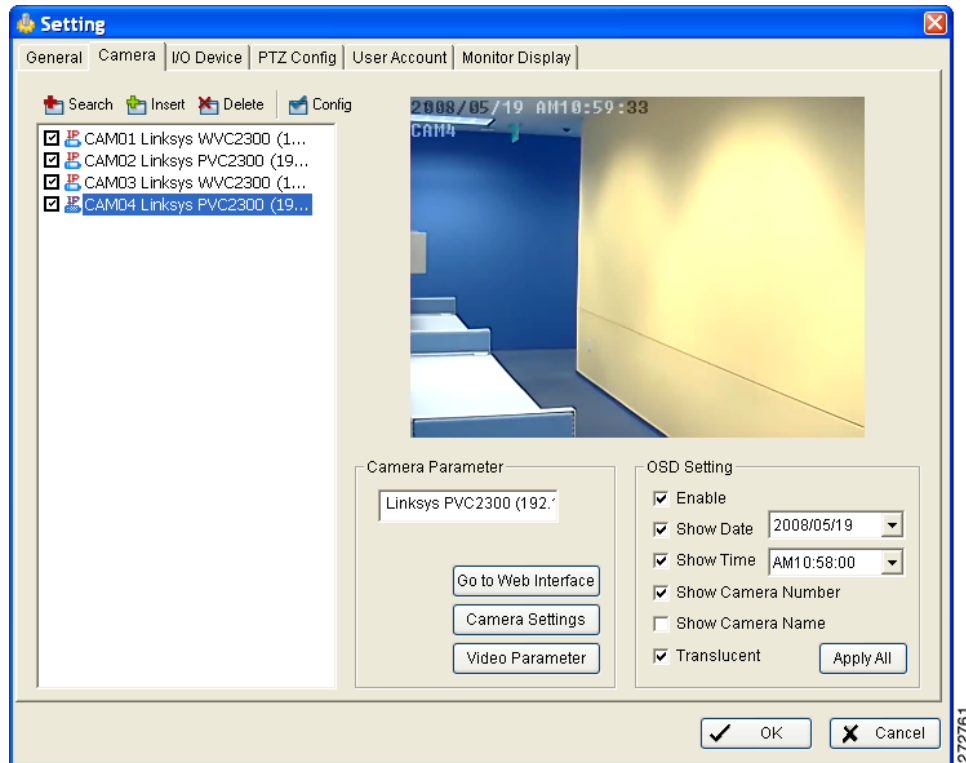 Setting
General Camera I/O Device PTZ Config User Account Monitor Display
Search Insert Delete Config
2008/05/19 AM10:59:33
CAM4
CAM01 Linksys WVC2300 (1...
CAM02 Linksys PVC2300 (19...
CAM03 Linksys WVC2300 (1...
CAM04 Linksys PVC2300 (19...
Camera Parameter
Linksys PVC2300 (192.1
Go to Web Interface
Camera Settings
Video Parameter
OSD Setting
Enable
Show Date 2008/05/19
Show Time AM10:58:00
Show Camera Number
Show Camera Name
Translucent Apply All
OK Cancel
272761